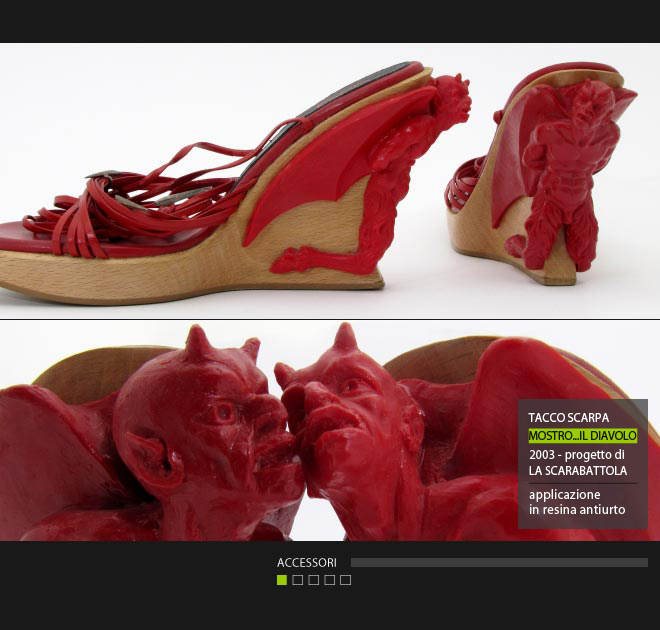 TACCO SCARPA
MOSTRO...IL DIAVOLO
2003 - progetto di
LA SCARABATTOLA
applicazione
in resina antiurto
ACCESSORI